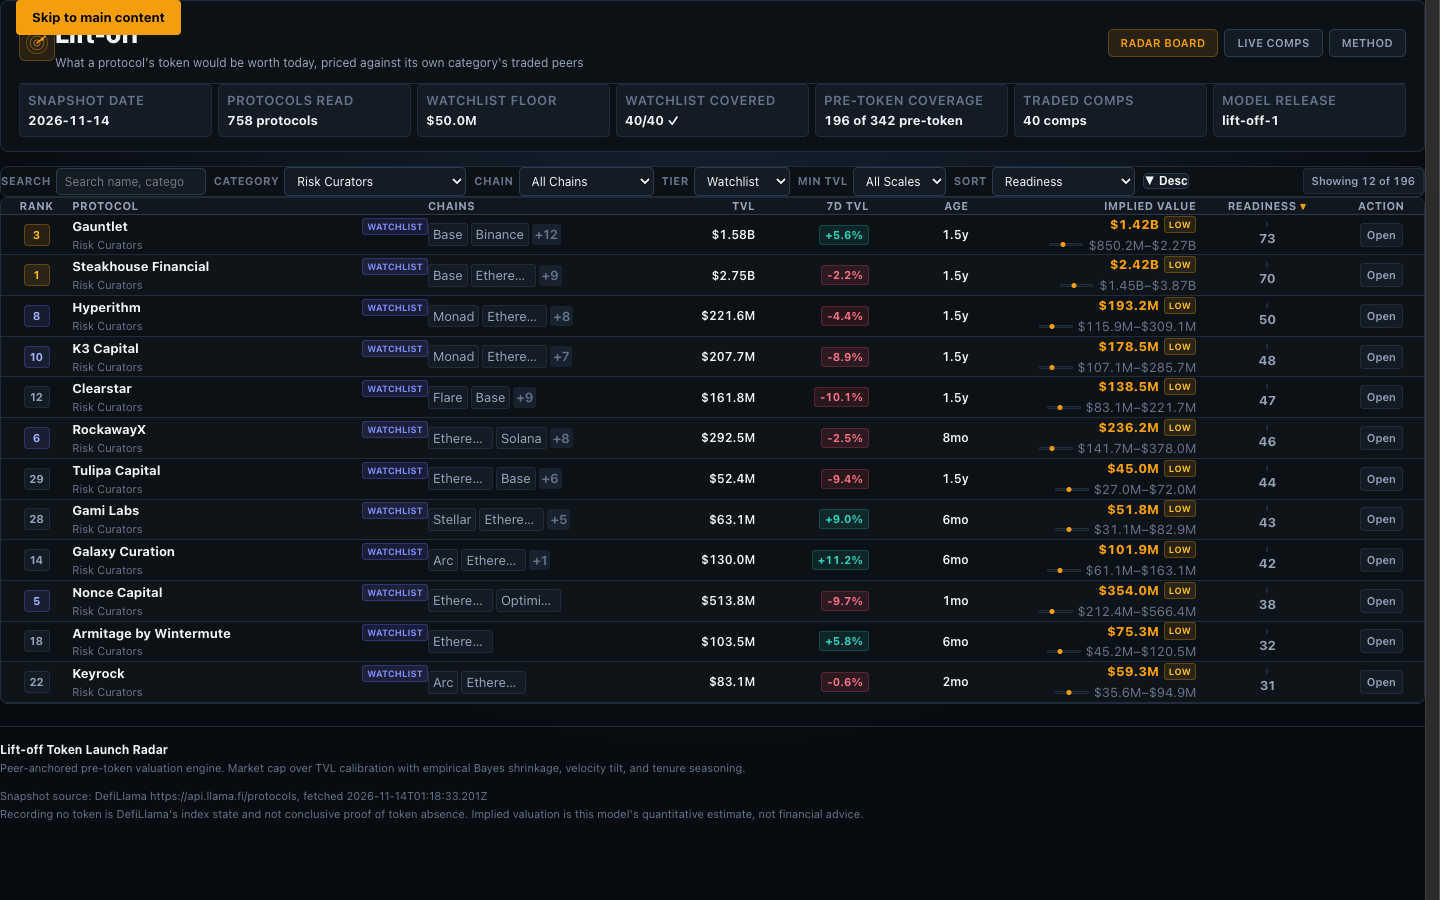 Skip to main content
Lift-off
What a protocol's token would be worth today, priced against its own category's traded peers
RADAR BOARD
LIVE COMPS
METHOD
SNAPSHOT DATE
2026-11-14
PROTOCOLS READ
758 protocols
WATCHLIST FLOOR
$50.0M
WATCHLIST COVERED
40/40 ✓
PRE-TOKEN COVERAGE
196 of 342 pre-token
TRADED COMPS
40 comps
MODEL RELEASE
lift-off-1
SEARCH Search name, catego CATEGORY Risk Curators CHAIN All Chains TIER Watchlist MIN TVL All Scales SORT Readiness ▼ Desc Showing 12 of 196
RANK PROTOCOL CHAINS TVL 7D TVL AGE IMPLIED VALUE READINESS ▼ ACTION
3 Gauntlet WATCHLIST Base Binance +12 $1.58B +5.6% 1.5y $1.42B LOW 73 Open
Risk Curators $850.2M–$2.27B
1 Steakhouse Financial WATCHLIST Base Ethere... +9 $2.75B -2.2% 1.5y $2.42B LOW 70 Open
Risk Curators $1.45B–$3.87B
8 Hyperithm WATCHLIST Monad Ethere... +8 $221.6M -4.4% 1.5y $193.2M LOW 50 Open
Risk Curators $115.9M–$309.1M
10 K3 Capital WATCHLIST Monad Ethere... +7 $207.7M -8.9% 1.5y $178.5M LOW 48 Open
Risk Curators $107.1M–$285.7M
12 Clearstar WATCHLIST Flare Base +9 $161.8M -10.1% 1.5y $138.5M LOW 47 Open
Risk Curators $83.1M–$221.7M
6 RockawayX WATCHLIST Ethere... Solana +8 $292.5M -2.5% 8mo $236.2M LOW 46 Open
Risk Curators $141.7M–$378.0M
29 Tulipa Capital WATCHLIST Ethere... Base +6 $52.4M -9.4% 1.5y $45.0M LOW 44 Open
Risk Curators $27.0M–$72.0M
28 Gami Labs WATCHLIST Stellar Ethere... +5 $63.1M +9.0% 6mo $51.8M LOW 43 Open
Risk Curators $31.1M–$82.9M
14 Galaxy Curation WATCHLIST Arc Ethere... +1 $130.0M +11.2% 6mo $101.9M LOW 42 Open
Risk Curators $61.1M–$163.1M
5 Nonce Capital WATCHLIST Ethere... Optimi... $513.8M -9.7% 1mo $354.0M LOW 38 Open
Risk Curators $212.4M–$566.4M
18 Armitage by Wintermute WATCHLIST Ethere... $103.5M +5.8% 6mo $75.3M LOW 32 Open
Risk Curators $45.2M–$120.5M
22 Keyrock WATCHLIST Arc Ethere... $83.1M -0.6% 2mo $59.3M LOW 31 Open
Risk Curators $35.6M–$94.9M
Lift-off Token Launch Radar
Peer-anchored pre-token valuation engine. Market cap over TVL calibration with empirical Bayes shrinkage, velocity tilt, and tenure seasoning.
Snapshot source: DefiLlama https://api.llama.fi/protocols, fetched 2026-11-14T01:18:33.201Z
Recording no token is DefiLlama's index state and not conclusive proof of token absence. Implied valuation is this model's quantitative estimate, not financial advice.